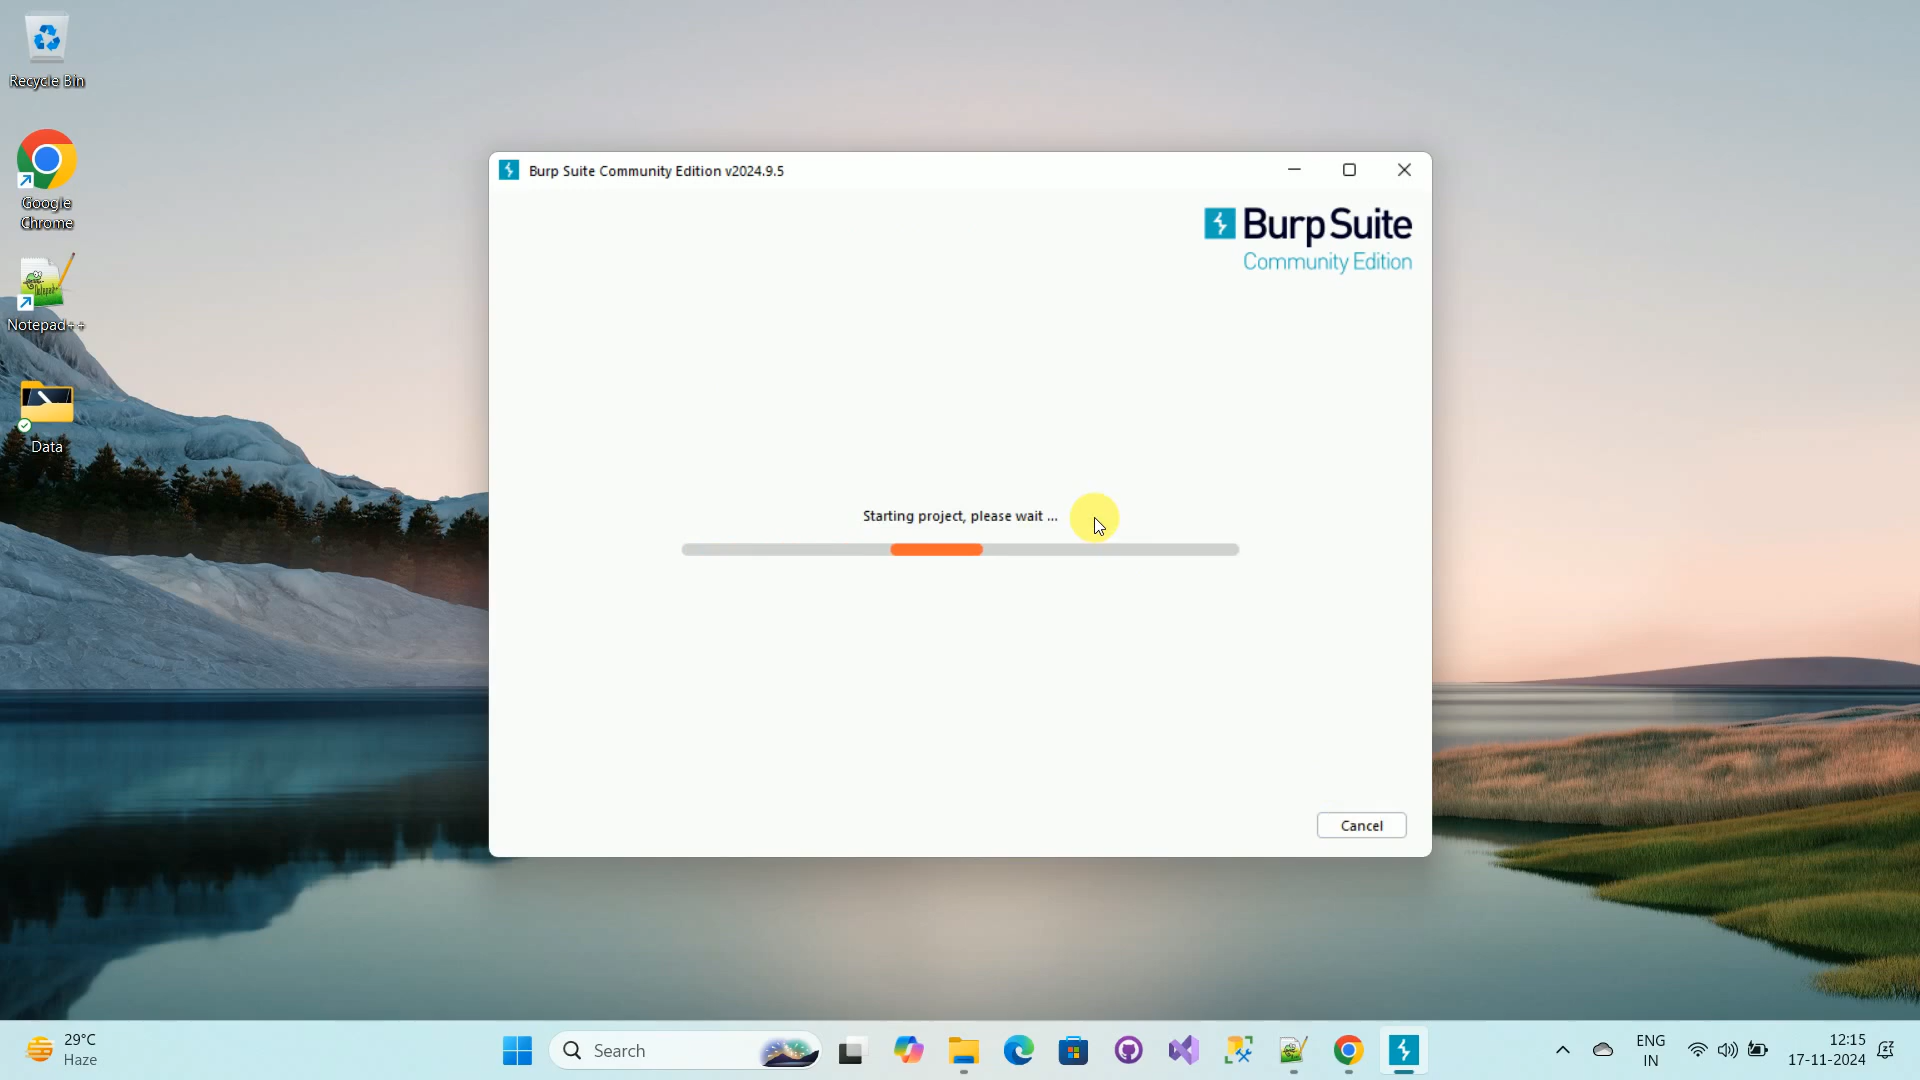 Recycle Bin
Google
Chrome
Notepad++
Data
Burp Suite Community Edition v2024.9.5
Burp Suite
Community Edition
Starting project, please wait ...
Cancel
29°C
Haze
Search
ENG
IN
12:15
17-11-2024